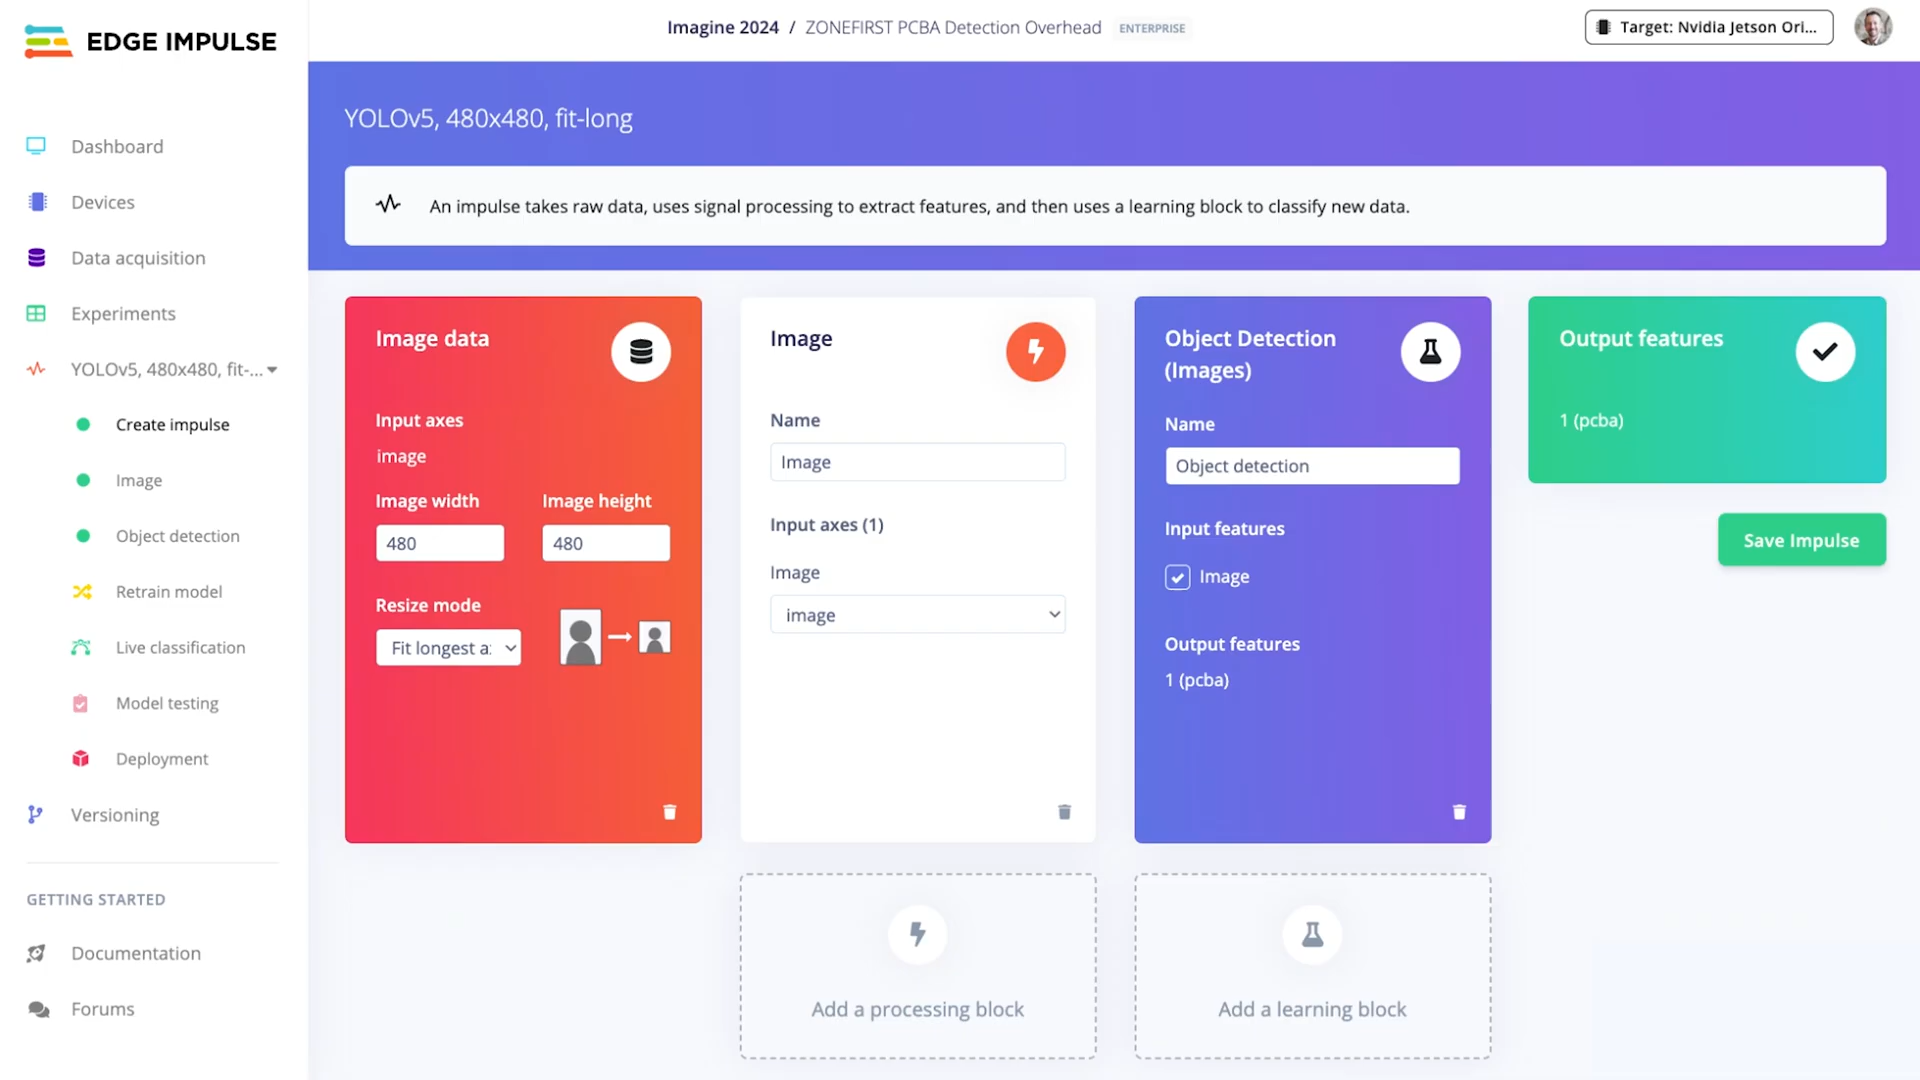 EDGE IMPULSE
Imagine 2024 / ZONEFIRST PCBA Detection Overhead ENTERPRISE
Target: Nvidia Jetson Ori...
Dashboard
Devices
Data acquisition
Experiments
YOLOv5, 480x480, fit-...
Create impulse
Image
Object detection
Retrain model
Live classification
Model testing
Deployment
Versioning
GETTING STARTED
Documentation
Forums
YOLOv5, 480x480, fit-long
An impulse takes raw data, uses signal processing to extract features, and then uses a learning block to classify new data.
Image data
Input axes
image
Image width
Image height
480
480
Resize mode
Fit longest a
Image
Name
Image
Input axes (1)
Image
image
Object Detection
(Images)
Name
Object detection
Input features
Image
Output features
1 (pcba)
Output features
1 (pcba)
Save Impulse
Add a processing block
Add a learning block